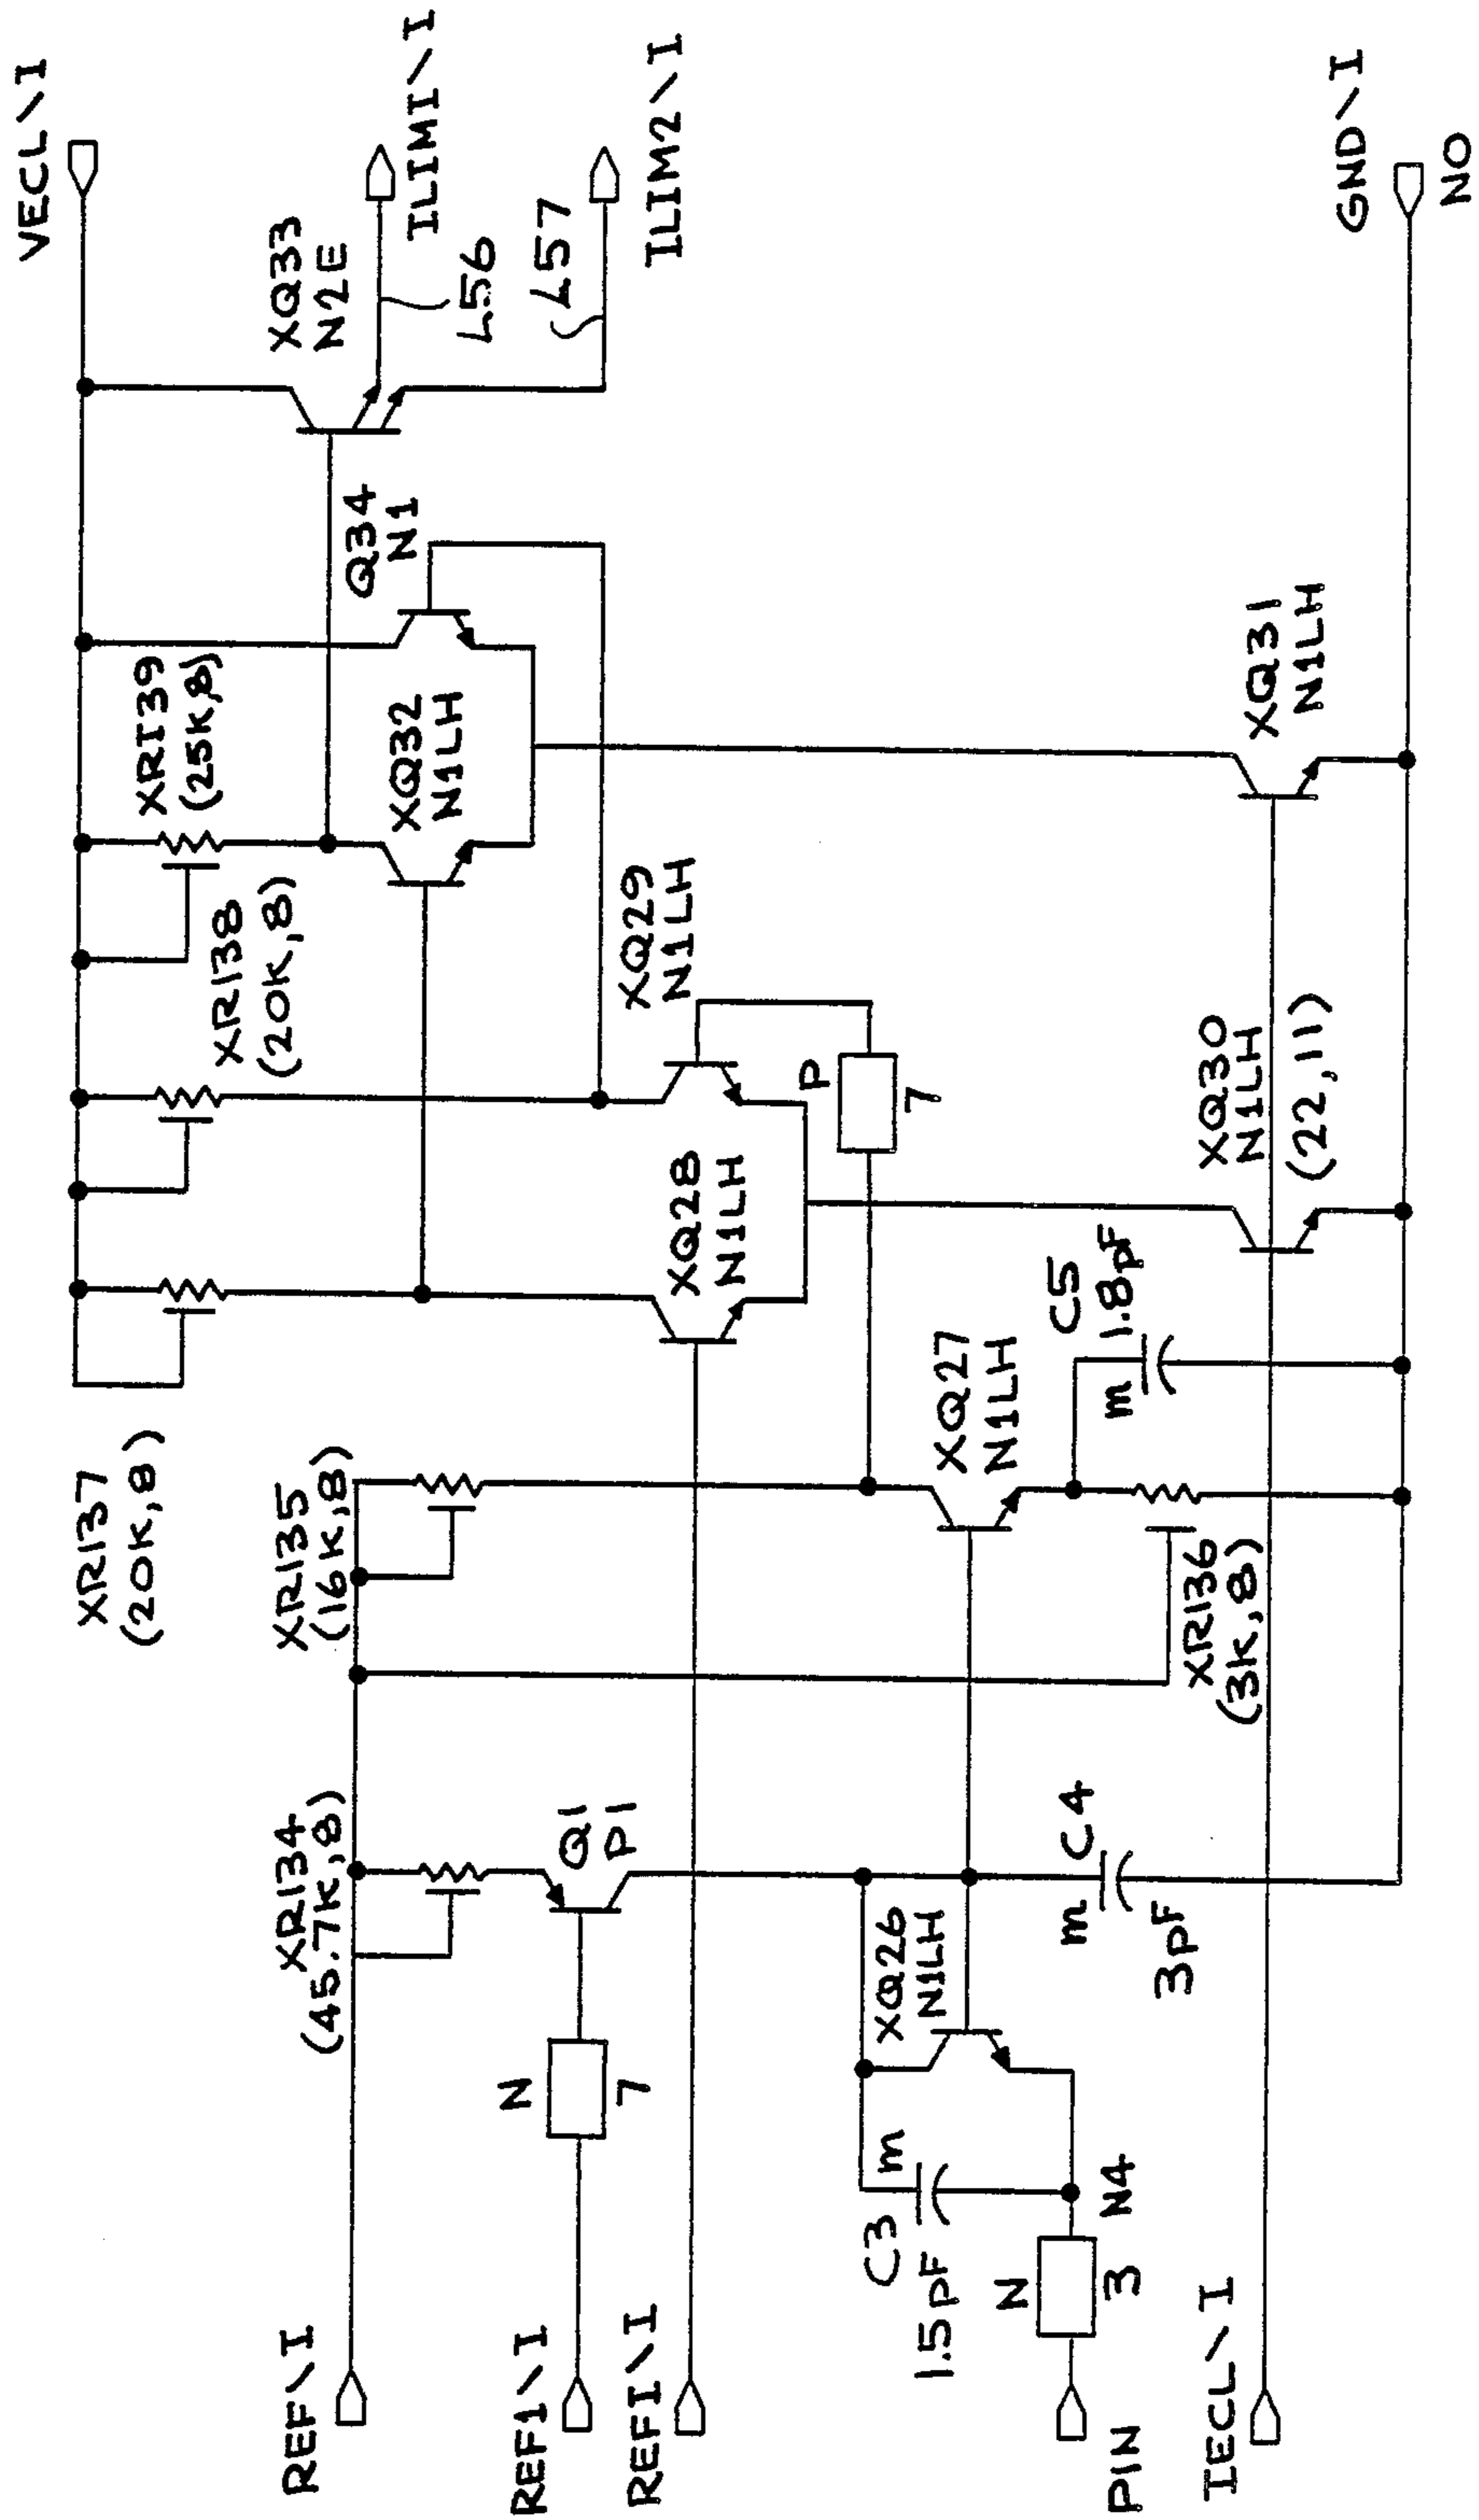 VECL\I
XQ33
N2E
ILIM1\I
456
457
ILIM2\I
Q34
N1
XR139
(25K,8)
XQ32
N1LH
XR138
(20K,8)
XQ29
N1LH
XR137
(20K,8)
XQ28
N1LH
P
7
XR135
(16K,8)
XQ27
N1LH
C5
m
1.8pF
XQ30
N1LH
(22,11)
XQ31
N1LH
GND\I
NO
XR136
(3K,8)
XR134
(45.7K,8)
Q1
P1
REF\I
N
7
REF1\I
REFI\I
XQ26
N1LH
C4
m
3pF
C3
m
1.5pF
N4
N
3
PIN
IECL\I